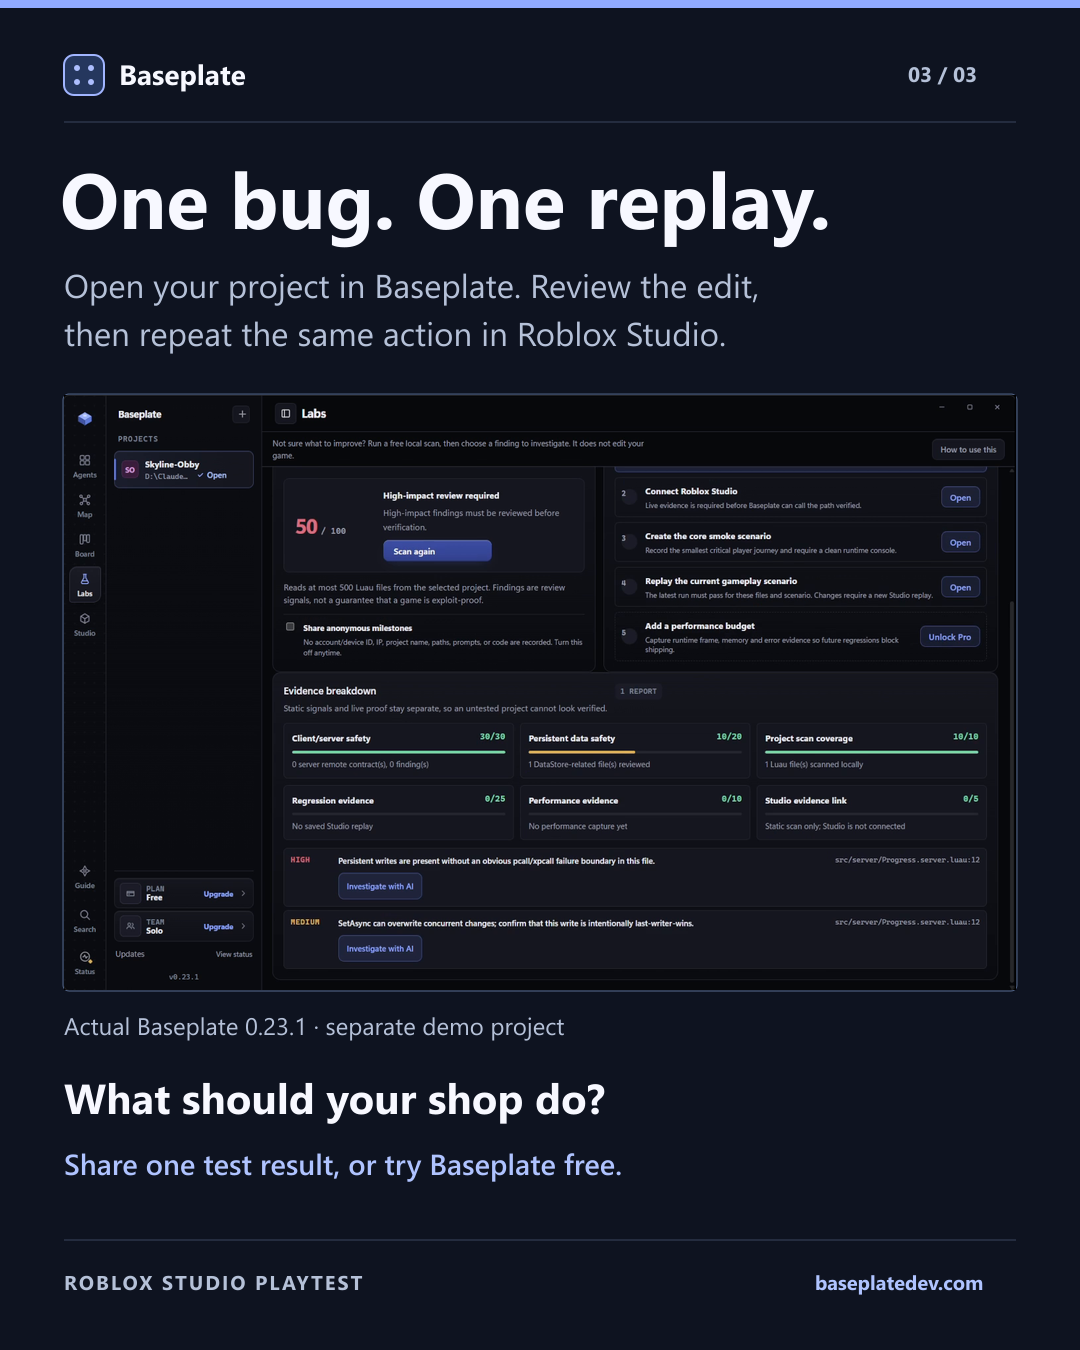 Baseplate
03 / 03
One bug. One replay.
Open your project in Baseplate. Review the edit,
then repeat the same action in Roblox Studio.
Baseplate
+
PROJECTS
SO
Skyline-Obby
D:\Claude…
✓ Open
Agents
Map
Board
Labs
Studio
Guide
Search
Status
PLAN
Free
Upgrade
TEAM
Solo
Upgrade
Updates
View status
v0.23.1
Labs
Not sure what to improve? Run a free local scan, then choose a finding to investigate. It does not edit your
game.
How to use this
50 / 100
High-impact review required
High-impact findings must be reviewed before
verification.
Scan again
Reads at most 500 Luau files from the selected project. Findings are review
signals, not a guarantee that a game is exploit-proof.
Share anonymous milestones
No account/device ID, IP, project name, paths, prompts, or code are recorded. Turn this
off anytime.
2
Connect Roblox Studio
Live evidence is required before Baseplate can call the path verified.
Open
3
Create the core smoke scenario
Record the smallest critical player journey and require a clean runtime console.
Open
4
Replay the current gameplay scenario
The latest run must pass for these files and scenario. Changes require a new Studio replay.
Open
5
Add a performance budget
Capture runtime frame, memory and error evidence so future regressions block
shipping.
Unlock Pro
Evidence breakdown
1 REPORT
Static signals and live proof stay separate, so an untested project cannot look verified.
Client/server safety
30/30
0 server remote contract(s), 0 finding(s)
Persistent data safety
10/20
1 DataStore-related file(s) reviewed
Project scan coverage
10/10
1 Luau file(s) scanned locally
Regression evidence
0/25
No saved Studio replay
Performance evidence
0/10
No performance capture yet
Studio evidence link
0/5
Static scan only; Studio is not connected
HIGH
Persistent writes are present without an obvious pcall/xpcall failure boundary in this file.
src/server/Progress.server.luau:12
Investigate with AI
MEDIUM
SetAsync can overwrite concurrent changes; confirm that this write is intentionally last-writer-wins.
src/server/Progress.server.luau:12
Investigate with AI
Actual Baseplate 0.23.1 · separate demo project
What should your shop do?
Share one test result, or try Baseplate free.
ROBLOX STUDIO PLAYTEST
baseplatedev.com